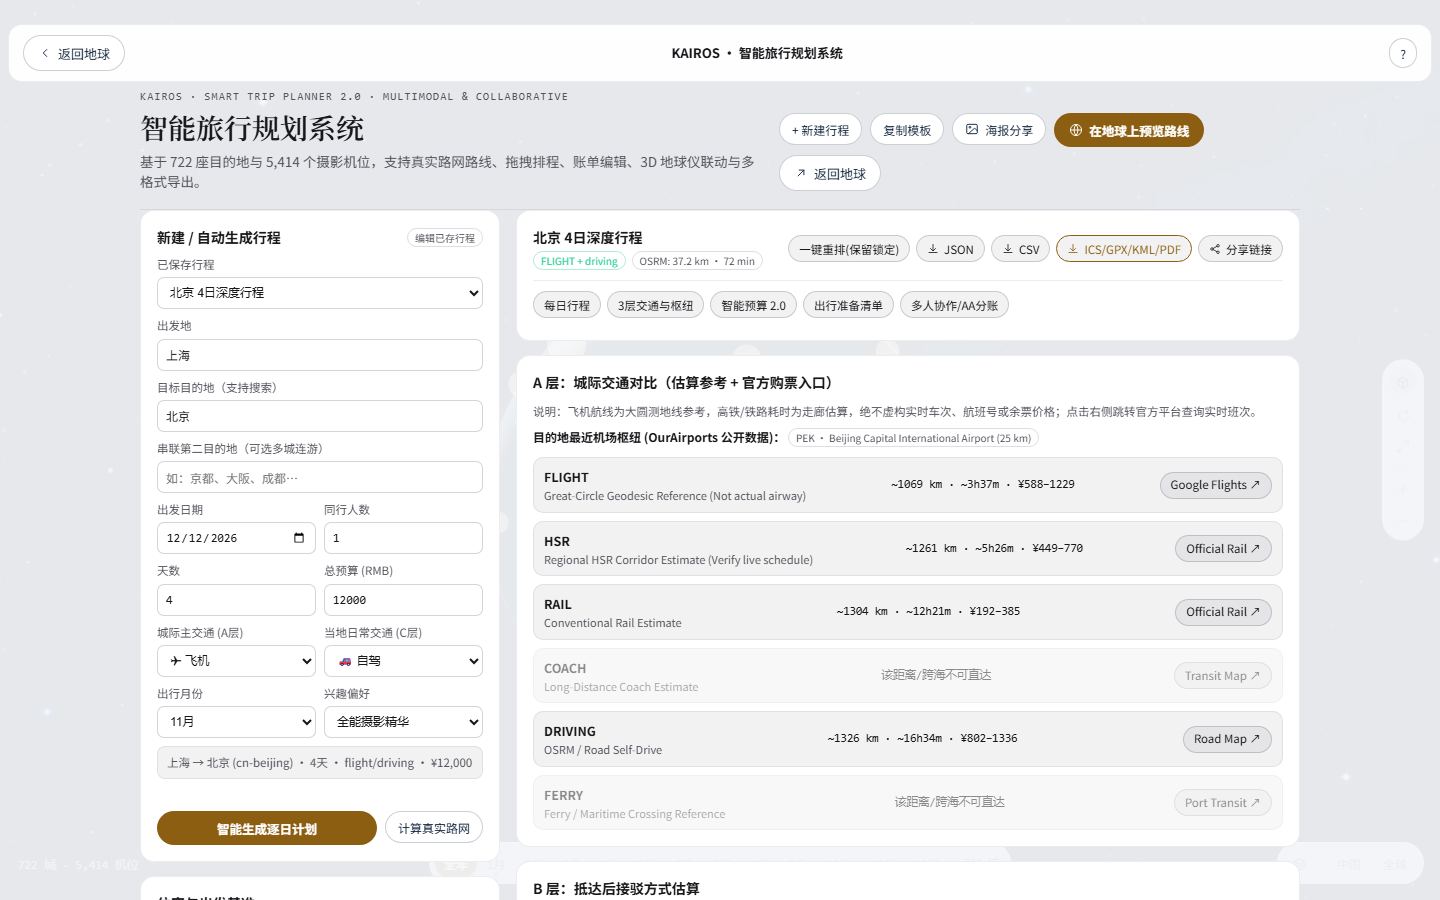 返回地球
KAIROS · 智能旅行规划系统
?
KAIROS · SMART TRIP PLANNER 2.0 · MULTIMODAL & COLLABORATIVE
智能旅行规划系统
基于 722 座目的地与 5,414 个摄影机位，支持真实路网路线、拖拽排程、账单编辑、3D 地球仪联动与多
格式导出。
+ 新建行程
复制模板
海报分享
在地球上预览路线
返回地球
新建 / 自动生成行程
编辑已存行程
已保存行程
北京 4日深度行程
出发地
上海
目标目的地（支持搜索）
北京
串联第二目的地（可选多城连游）
如：京都、大阪、成都…
出发日期
同行人数
12/12/2026
1
天数
总预算 (RMB)
4
12000
城际主交通 (A层)
当地日常交通 (C层)
✈ 飞机
🚗 自驾
出行月份
兴趣偏好
11月
全能摄影精华
上海 → 北京 (cn-beijing) · 4天 · flight/driving · ¥12,000
智能生成逐日计划
计算真实路网
北京 4日深度行程
FLIGHT + driving
OSRM: 37.2 km · 72 min
一键重排(保留锁定)
JSON
CSV
ICS/GPX/KML/PDF
分享链接
每日行程
3层交通与枢纽
智能预算 2.0
出行准备清单
多人协作/AA分账
A 层：城际交通对比（估算参考 + 官方购票入口）
说明：飞机航线为大圆测地线参考，高铁/铁路耗时为走廊估算，绝不虚构实时车次、航班号或余票价格；点击右侧跳转官方平台查询实时班次。
目的地最近机场枢纽 (OurAirports 公开数据)：
PEK · Beijing Capital International Airport (25 km)
FLIGHT
Great-Circle Geodesic Reference (Not actual airway)
~1069 km · ~3h37m · ¥588-1229
Google Flights ↗
HSR
Regional HSR Corridor Estimate (Verify live schedule)
~1261 km · ~5h26m · ¥449-770
Official Rail ↗
RAIL
Conventional Rail Estimate
~1304 km · ~12h21m · ¥192-385
Official Rail ↗
COACH
Long-Distance Coach Estimate
该距离/跨海不可直达
Transit Map ↗
DRIVING
OSRM / Road Self-Drive
~1326 km · ~16h34m · ¥802-1336
Road Map ↗
FERRY
Ferry / Maritime Crossing Reference
该距离/跨海不可直达
Port Transit ↗
722 城 · 5,414 机位
全年
1月
中国
全球
B 层：抵达后接驳方式估算